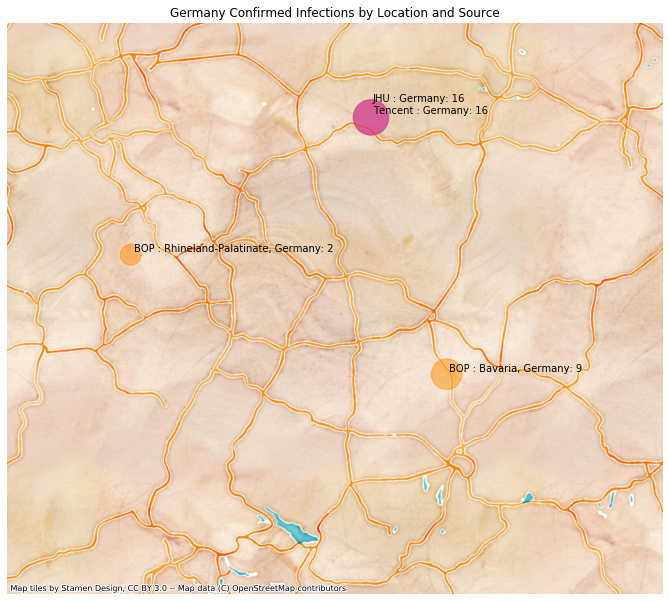 Germany Confirmed Infections by Location and Source
JHU : Germany: 16
Tencent : Germany: 16
BOP : Rhineland-Palatinate, Germany: 2
BOP : Bavaria, Germany: 9
Map tiles by Stamen Design, CC BY 3.0 -- Map data (C) OpenStreetMap contributors